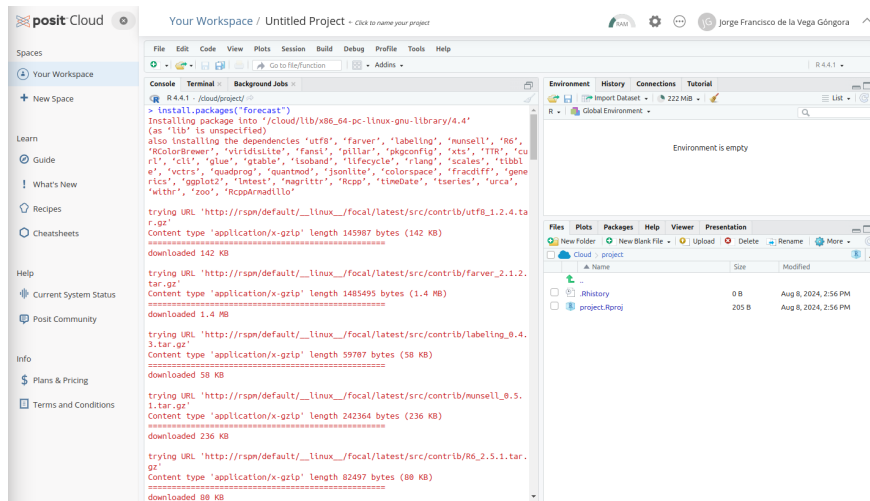 posit Cloud
Your Workspace / Untitled Project - Click to name your project
RAM
JG
Jorge Francisco de la Vega Góngora
Spaces
Your Workspace
+ New Space
Learn
Guide
! What's New
Recipes
Cheatsheets
Help
Current System Status
Posit Community
Info
$ Plans & Pricing
Terms and Conditions
File Edit Code View Plots Session Build Debug Profile Tools Help
Go to file/function Addins
R 4.4.1
Console Terminal Background Jobs
R 4.4.1 · /cloud/project/
> install.packages("forecast")
Installing package into ‘/cloud/lib/x86_64-pc-linux-gnu-library/4.4’
(as ‘lib’ is unspecified)
also installing the dependencies ‘utf8’, ‘farver’, ‘labeling’, ‘munsell’, ‘R6’,
‘RColorBrewer’, ‘viridisLite’, ‘fansi’, ‘pillar’, ‘pkgconfig’, ‘xts’, ‘TTR’, ‘cu
rl’, ‘cli’, ‘glue’, ‘gtable’, ‘isoband’, ‘lifecycle’, ‘rlang’, ‘scales’, ‘tibbl
e’, ‘vctrs’, ‘quadprog’, ‘quantmod’, ‘jsonlite’, ‘colorspace’, ‘fracdiff’, ‘gene
rics’, ‘ggplot2’, ‘lmtest’, ‘magrittr’, ‘Rcpp’, ‘timeDate’, ‘tseries’, ‘urca’,
‘withr’, ‘zoo’, ‘RcppArmadillo’
trying URL 'http://rspm/default/__linux__/focal/latest/src/contrib/utf8_1.2.4.ta
r.gz'
Content type 'application/x-gzip' length 145987 bytes (142 KB)
==================================================
downloaded 142 KB
trying URL 'http://rspm/default/__linux__/focal/latest/src/contrib/farver_2.1.2.
tar.gz'
Content type 'application/x-gzip' length 1485495 bytes (1.4 MB)
==================================================
downloaded 1.4 MB
trying URL 'http://rspm/default/__linux__/focal/latest/src/contrib/labeling_0.4.
3.tar.gz'
Content type 'application/x-gzip' length 59707 bytes (58 KB)
==================================================
downloaded 58 KB
trying URL 'http://rspm/default/__linux__/focal/latest/src/contrib/munsell_0.5.
1.tar.gz'
Content type 'application/x-gzip' length 242364 bytes (236 KB)
==================================================
downloaded 236 KB
trying URL 'http://rspm/default/__linux__/focal/latest/src/contrib/R6_2.5.1.tar.
gz'
Content type 'application/x-gzip' length 82497 bytes (80 KB)
==================================================
downloaded 80 KB
Environment History Connections Tutorial
Import Dataset 222 MiB List
R Global Environment
Environment is empty
Files Plots Packages Help Viewer Presentation
New Folder New Blank File Upload Delete Rename More
Cloud project
Name Size Modified
..
.Rhistory 0 B Aug 8, 2024, 2:56 PM
project.Rproj 205 B Aug 8, 2024, 2:56 PM